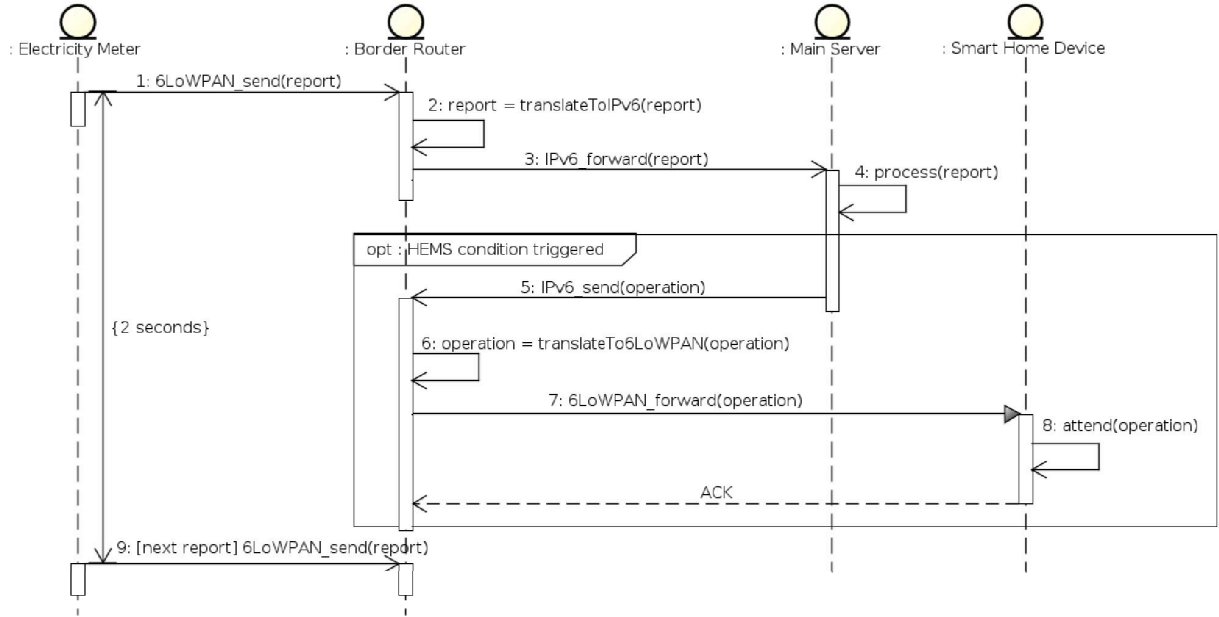 : Electricity Meter
: Border Router
: Main Server
: Smart Home Device
1: 6LoWPAN_send(report)
2: report = translateToIPv6(report)
3: IPv6_forward(report)
4: process(report)
opt : HEMS condition triggered
5: IPv6_send(operation)
{2 seconds}
6: operation = translateTo6LoWPAN(operation)
7: 6LoWPAN_forward(operation)
8: attend(operation)
ACK
9: [next report] 6LoWPAN_send(report)